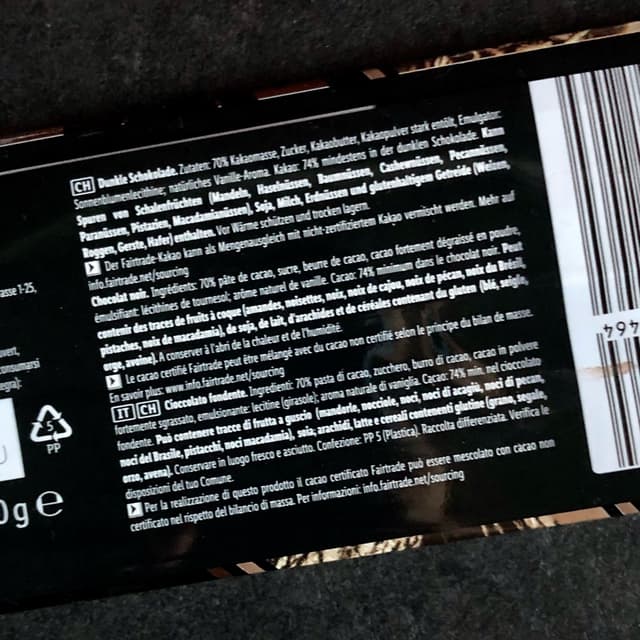 CH Dunkle Schokolade. Zutaten: 70% Kakaomasse, Zucker, Kakaobutter, Kakaopulver stark entölt, Emulgator:
Sonnenblumenlecithine; natürliches Vanille-Aroma. Kakao: 74% mindestens in der dunklen Schokolade. Kann
Spuren von Schalenfrüchten (Mandeln, Haselnüssen, Walnüssen, Cashewnüssen, Pecannüssen,
Paranüssen, Pistazien, Macadamianüssen), Soja, Milch, Erdnüssen und glutenhaltigem Getreide (Weizen,
Roggen, Gerste, Hafer) enthalten. Vor Wärme schützen und trocken lagern.
Der Fairtrade-Kakao kann als Mengenausgleich mit nicht-zertifiziertem Kakao vermischt werden. Mehr auf
info.fairtrade.net/sourcing
Chocolat noir. Ingrédients: 70% pâte de cacao, sucre, beurre de cacao, cacao fortement dégraissé en poudre,
émulsifiant: lécithines de tournesol; arôme naturel de vanille. Cacao: 74% minimum dans le chocolat noir. Peut
contenir des traces de fruits à coque (amandes, noisettes, noix, noix de cajou, noix de pécan, noix du Brésil,
pistaches, noix de macadamia), de soja, de lait, d'arachides et de céréales contenant du gluten (blé, seigle,
orge, avoine). A conserver à l'abri de la chaleur et de l'humidité.
Le cacao certifié Fairtrade peut être mélangé avec du cacao non certifié selon le principe du bilan de masse.
En savoir plus: www.info.fairtrade.net/sourcing
IT CH Cioccolato fondente. Ingredienti: 70% pasta di cacao, zucchero, burro di cacao, cacao in polvere
fortemente sgrassato, emulsionante: lecitine (girasole); aroma naturale di vaniglia. Cacao: 74% min. nel cioccolato
fondente. Può contenere tracce di frutta a guscio (mandorle, nocciole, noci, noci di acagiù, noci di pecan,
noci del Brasile, pistacchi, noci macadamia), soia, arachidi, latte e cereali contenenti glutine (grano, segale,
orzo, avena). Conservare in luogo fresco e asciutto. Confezione: PP 5 (Plastica). Raccolta differenziata. Verifica le
disposizioni del tuo Comune.
Per la realizzazione di questo prodotto il cacao certificato Fairtrade può essere mescolato con cacao non
certificato nel rispetto del bilancio di massa. Per informazioni: info.fairtrade.net/sourcing
5
PP
0g e
464